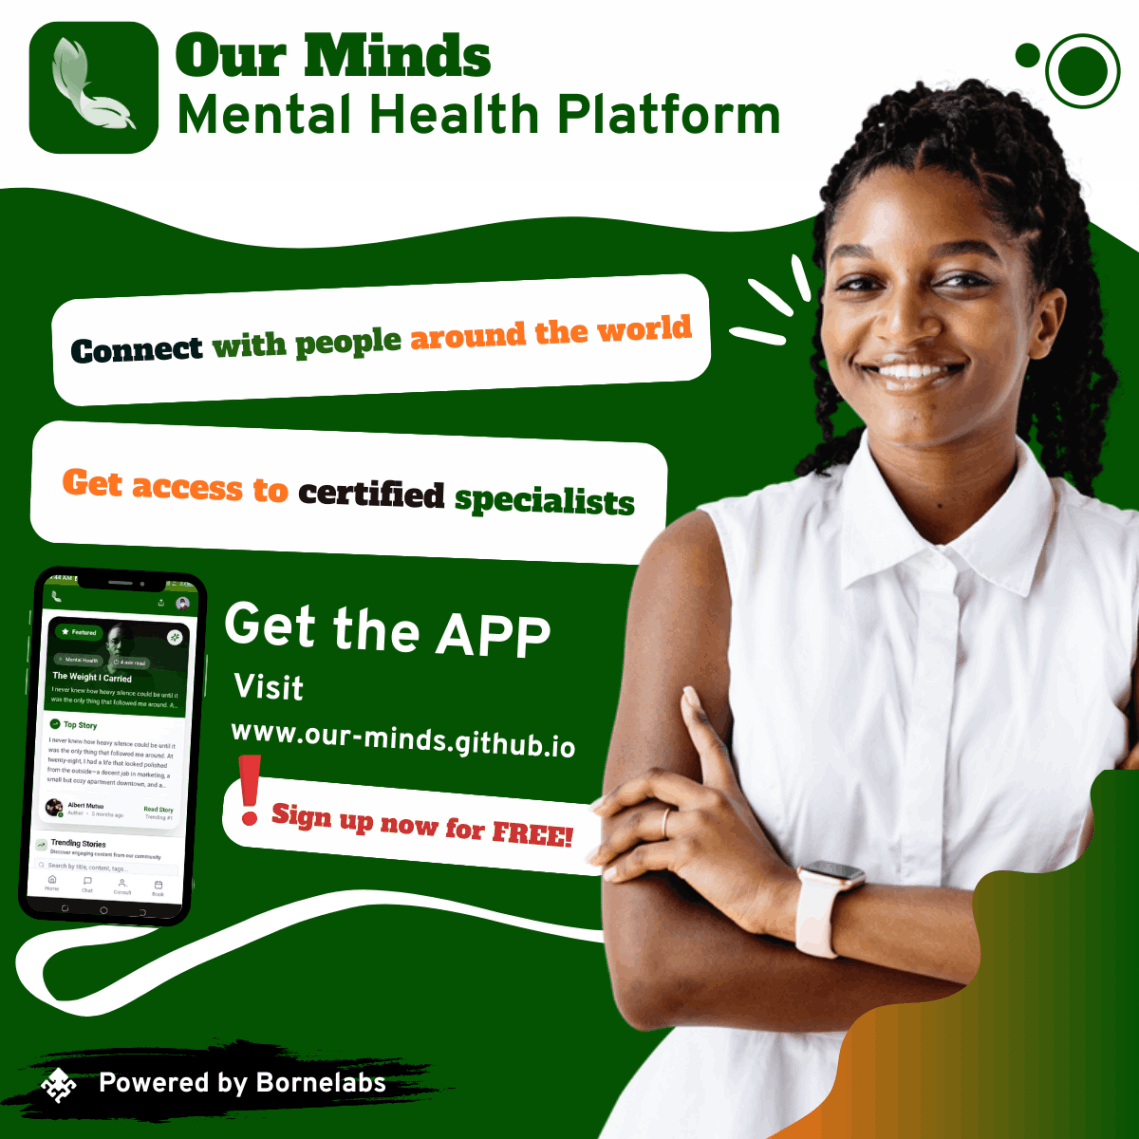 Our Minds
Mental Health Platform
Connect with people around the world
Get access to certified specialists
Featured
Mental Health
4 min read
The Weight I Carried
I never knew how heavy silence could be until it
was the only thing that followed me around. A...
Top Story
I never knew how heavy silence could be until it
was the only thing that followed me around. At
twenty-eight, I had a life that looked polished
from the outside—a decent job in marketing, a
small but cozy apartment downtown, and a...
Albert Mutua
Author • 5 months ago
Read Story
Trending #1
Trending Stories
Discover engaging content from our community
Search by title, content, tags...
Home
Chat
Consult
Book
Get the APP
Visit
www.our-minds.github.io
! Sign up now for FREE!
Powered by Bornelabs